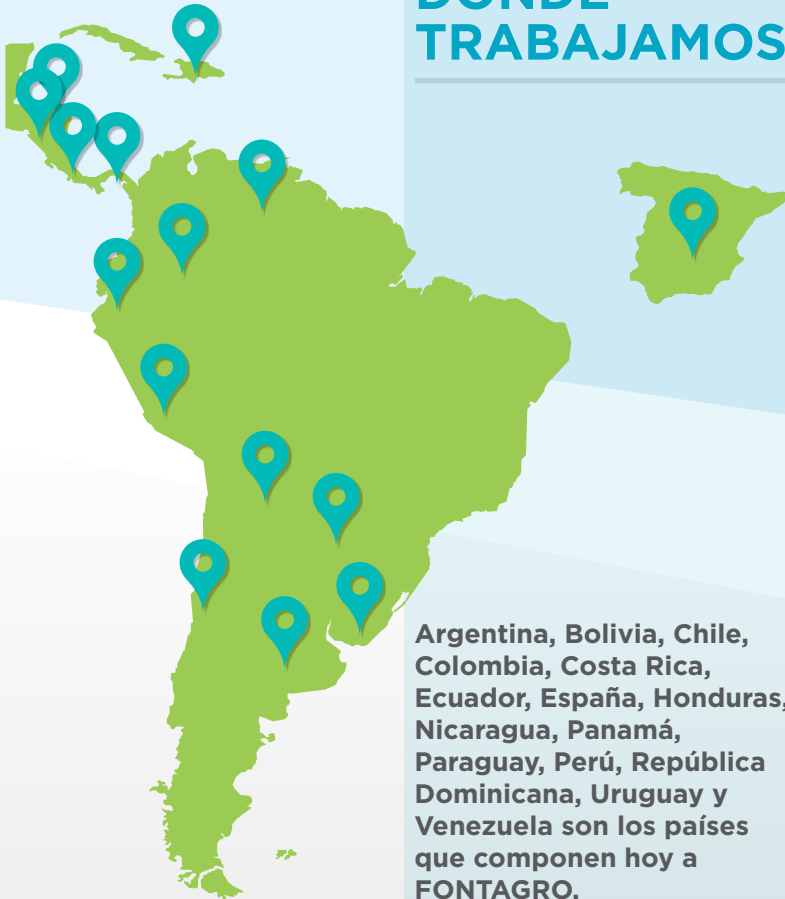 DÓNDE
TRABAJAMOS
Argentina, Bolivia, Chile,
Colombia, Costa Rica,
Ecuador, España, Honduras,
Nicaragua, Panamá,
Paraguay, Perú, República
Dominicana, Uruguay y
Venezuela son los países
que componen hoy a
FONTAGRO.